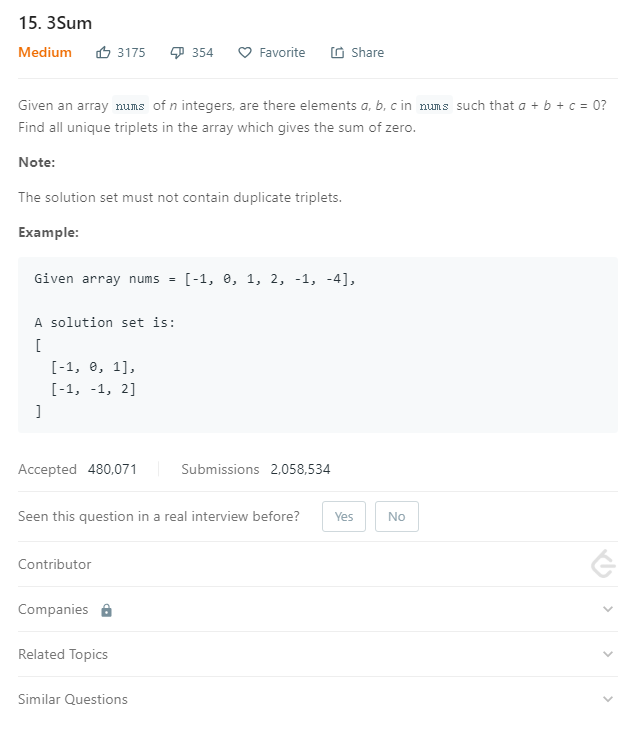 15. 3Sum
Medium 3175 354 Favorite Share
Given an array nums of n integers, are there elements a, b, c in nums such that a + b + c = 0?
Find all unique triplets in the array which gives the sum of zero.
Note:
The solution set must not contain duplicate triplets.
Example:
Given array nums = [-1, 0, 1, 2, -1, -4],
A solution set is:
[
[-1, 0, 1],
[-1, -1, 2]
]
Accepted 480,071 Submissions 2,058,534
Seen this question in a real interview before? Yes No
Contributor
Companies
Related Topics
Similar Questions